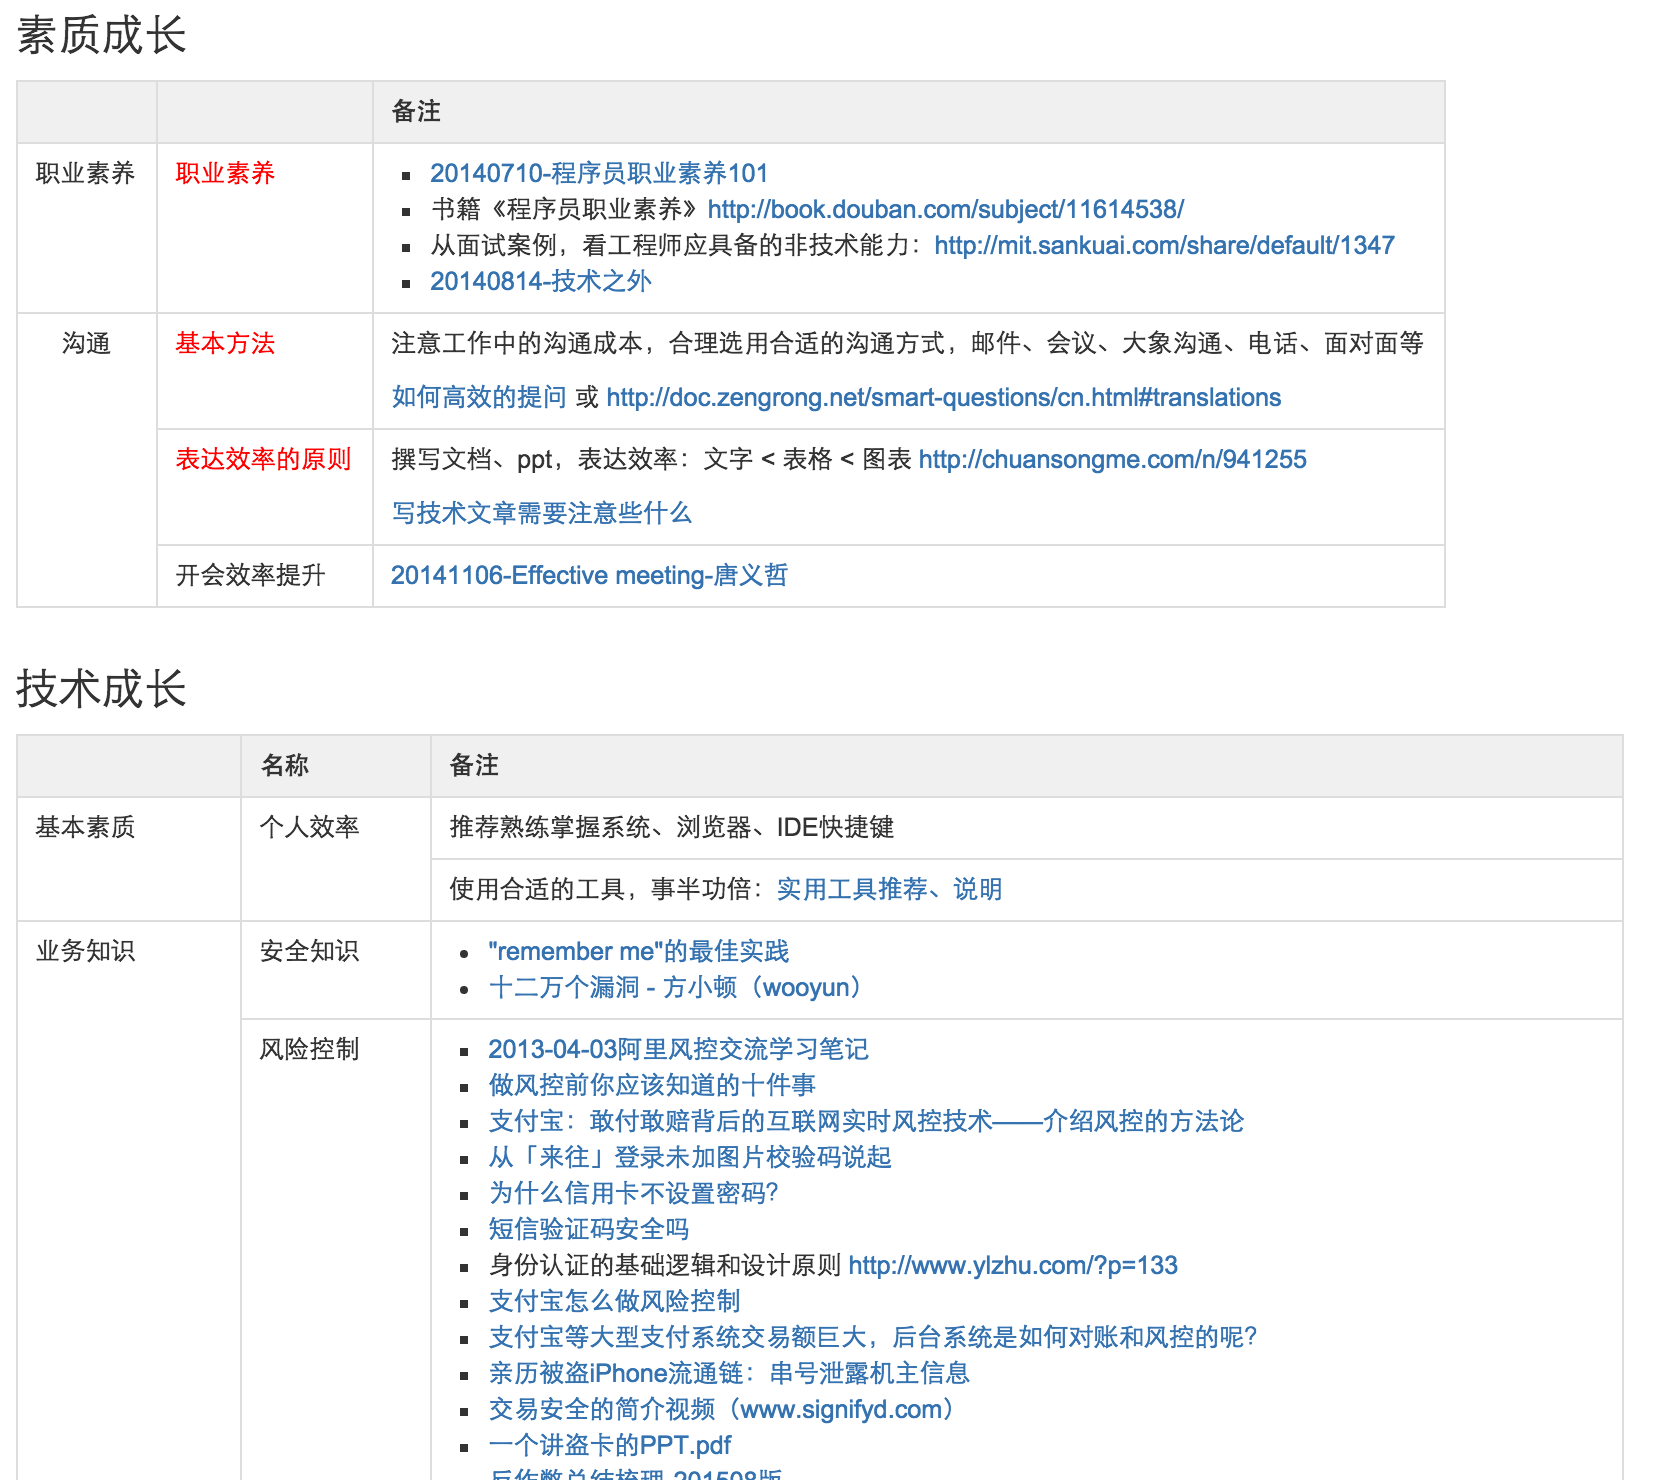 素质成长
备注
职业素养
职业素养
20140710-程序员职业素养101
书籍《程序员职业素养》http://book.douban.com/subject/11614538/
从面试案例，看工程师应具备的非技术能力：http://mit.sankuai.com/share/default/1347
20140814-技术之外
沟通
基本方法
注意工作中的沟通成本，合理选用合适的沟通方式，邮件、会议、大象沟通、电话、面对面等
如何高效的提问 或 http://doc.zengrong.net/smart-questions/cn.html#translations
表达效率的原则
撰写文档、ppt，表达效率：文字 < 表格 < 图表 http://chuansongme.com/n/941255
写技术文章需要注意些什么
开会效率提升
20141106-Effective meeting-唐义哲
技术成长
名称
备注
基本素质
个人效率
推荐熟练掌握系统、浏览器、IDE快捷键
使用合适的工具，事半功倍：实用工具推荐、说明
业务知识
安全知识
"remember me"的最佳实践
十二万个漏洞 - 方小顿（wooyun）
风险控制
2013-04-03阿里风控交流学习笔记
做风控前你应该知道的十件事
支付宝：敢付敢赔背后的互联网实时风控技术——介绍风控的方法论
从「来往」登录未加图片校验码说起
为什么信用卡不设置密码?
短信验证码安全吗
身份认证的基础逻辑和设计原则 http://www.ylzhu.com/?p=133
支付宝怎么做风险控制
支付宝等大型支付系统交易额巨大，后台系统是如何对账和风控的呢?
亲历被盗iPhone流通链：串号泄露机主信息
交易安全的简介视频（www.signifyd.com）
一个讲盗卡的PPT.pdf
反作弊总结梳理-201508版